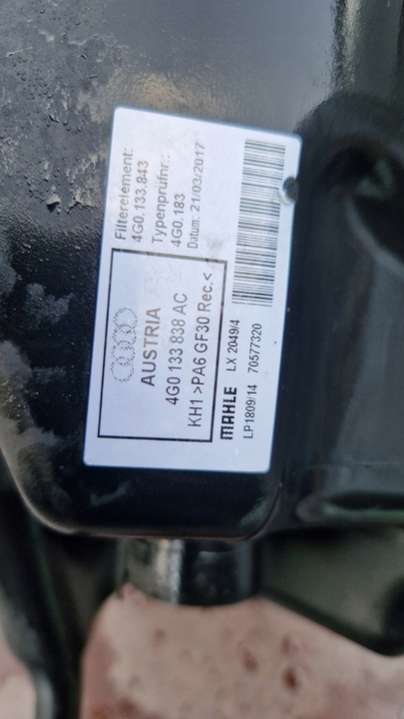 Filterelement:
4G0.133.843
Typenprüfnr.:
4G0.183
Datum: 21/03/2017
AUSTRIA
4G0 133 838 AC
KH1 >PA6 GF30 Rec.<
MAHLE LX 2049/4
LP1809/14 70577320